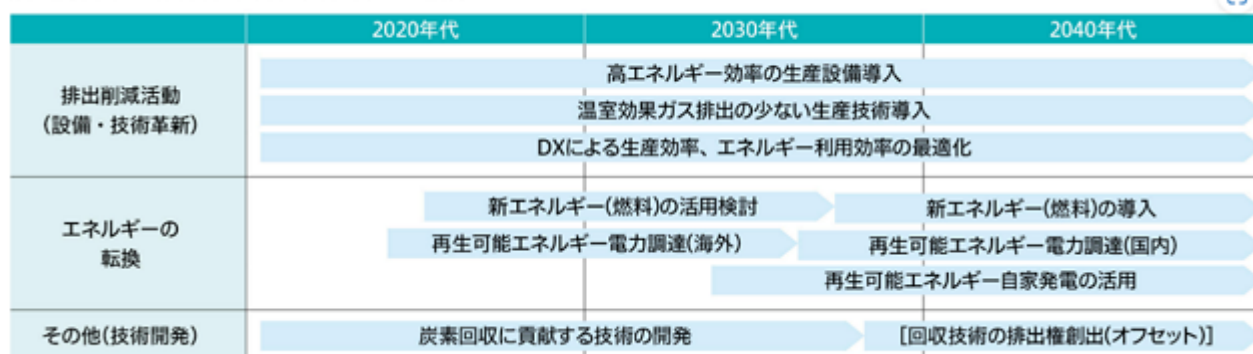 2020年代 2030年代 2040年代
排出削減活動
(設備・技術革新)
高エネルギー効率の生産設備導入
温室効果ガス排出の少ない生産技術導入
DXによる生産効率、エネルギー利用効率の最適化
エネルギーの
転換
新エネルギー(燃料)の活用検討 新エネルギー(燃料)の導入
再生可能エネルギー電力調達(海外) 再生可能エネルギー電力調達(国内)
再生可能エネルギー自家発電の活用
その他(技術開発) 炭素回収に貢献する技術の開発 [回収技術の排出権創出(オフセット)]